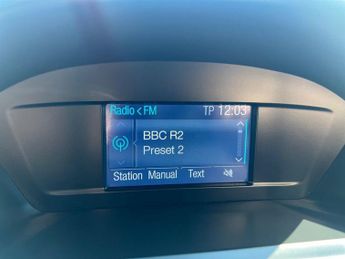 Radio < FM TP 12:03
BBC R2
Preset 2
Station Manual Text